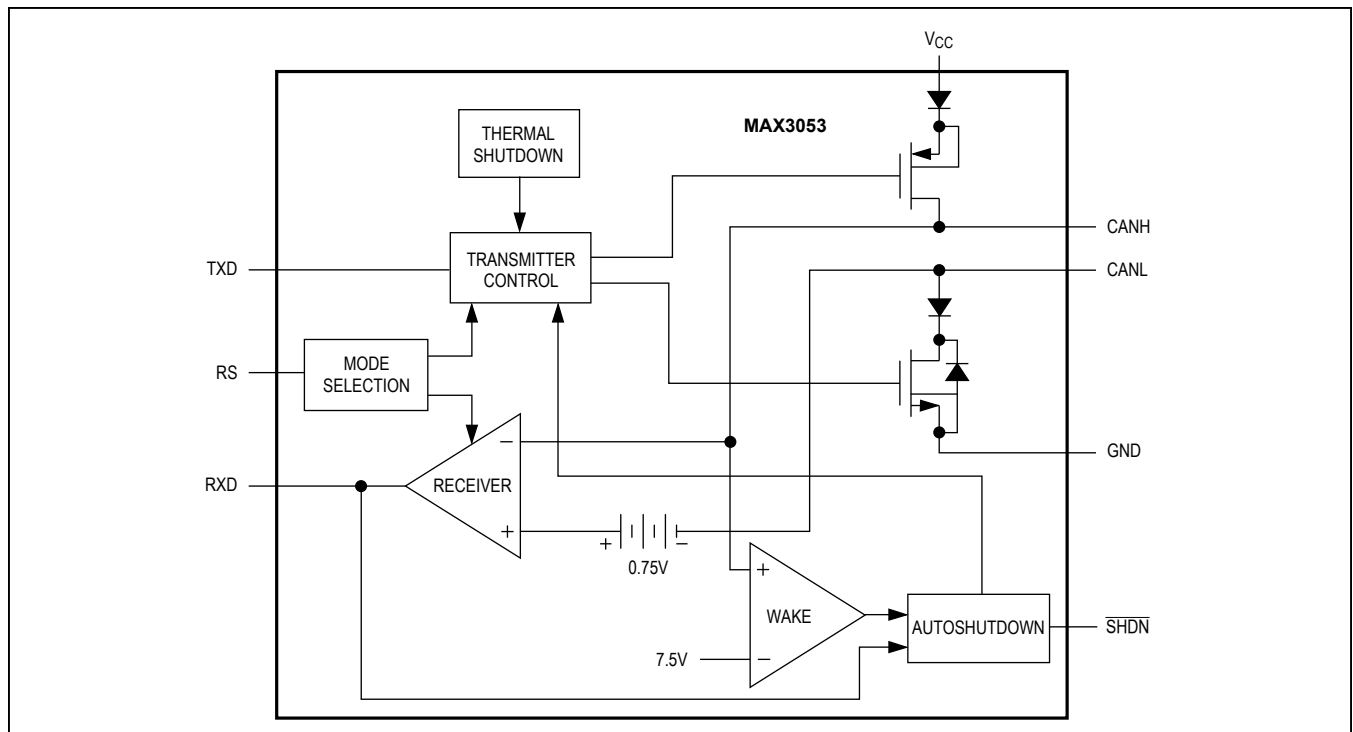 VCC
MAX3053
THERMAL
SHUTDOWN
TXD
TRANSMITTER
CONTROL
CANH
CANL
RS
MODE
SELECTION
GND
RXD
RECEIVER
−
+
+ −
0.75V
+
WAKE
7.5V
−
AUTOSHUTDOWN
SHDN